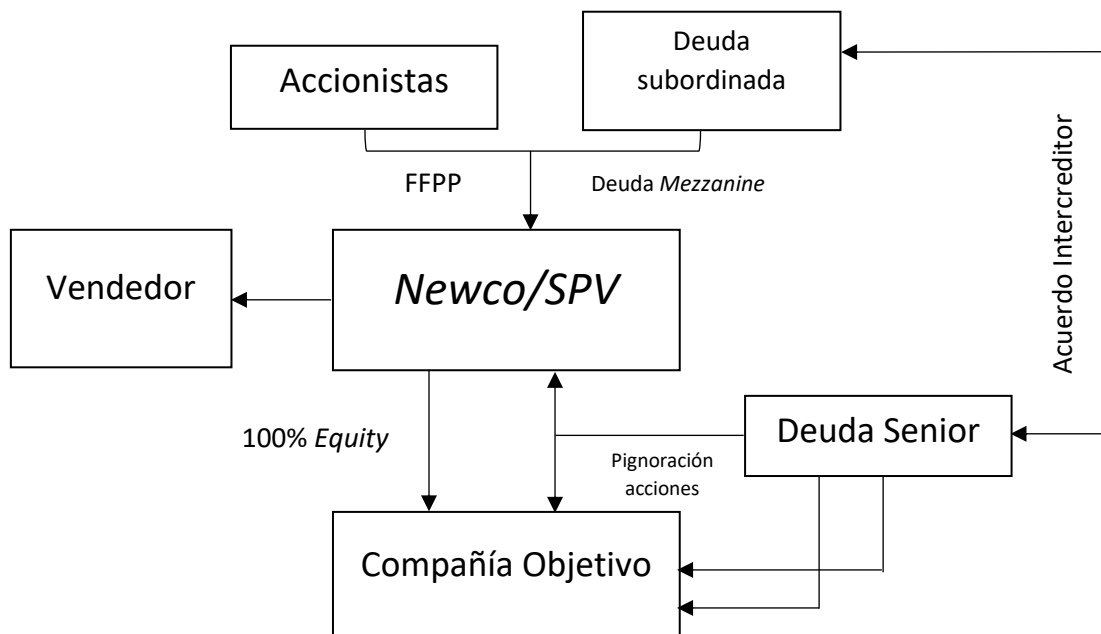 Accionistas
Deuda
subordinada
FFPP
Deuda Mezzanine
Acuerdo Intercreditor
Vendedor
Newco/SPV
100% Equity
Pignoración
acciones
Deuda Senior
Compañía Objetivo